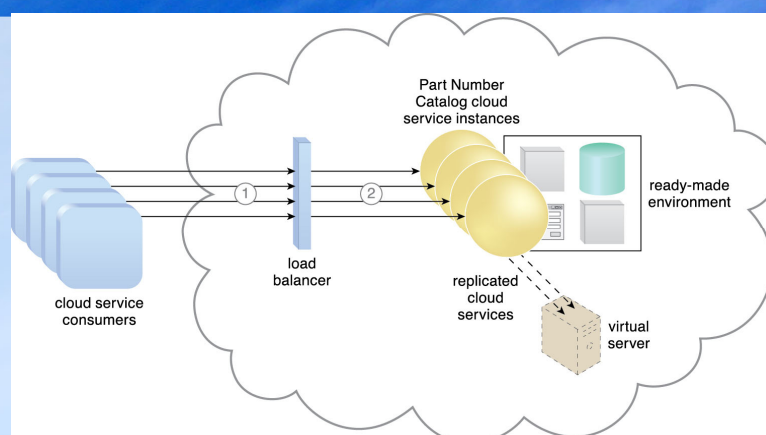 Part Number
Catalog cloud
service instances
ready-made
environment
1
2
load
balancer
replicated
cloud
services
cloud service
consumers
virtual
server